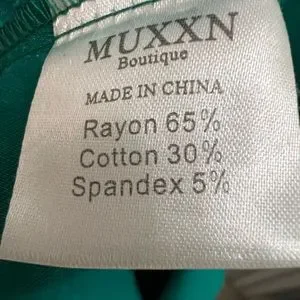 MUXXN
Boutique
MADE IN CHINA
Rayon 65%
Cotton 30%
Spandex 5%